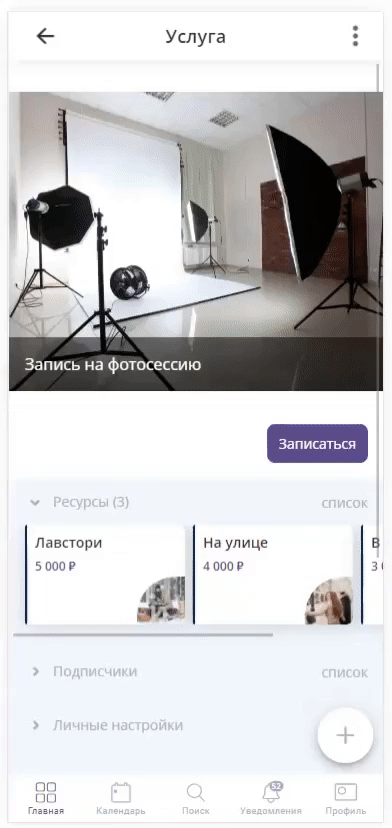 Услуга
Запись на фотосессию
Записаться
Ресурсы (3)
список
Лавстори
5 000 ₽
На улице
4 000 ₽
Подписчики
список
Личные настройки
52
Главная
Календарь
Поиск
Уведомления
Профиль